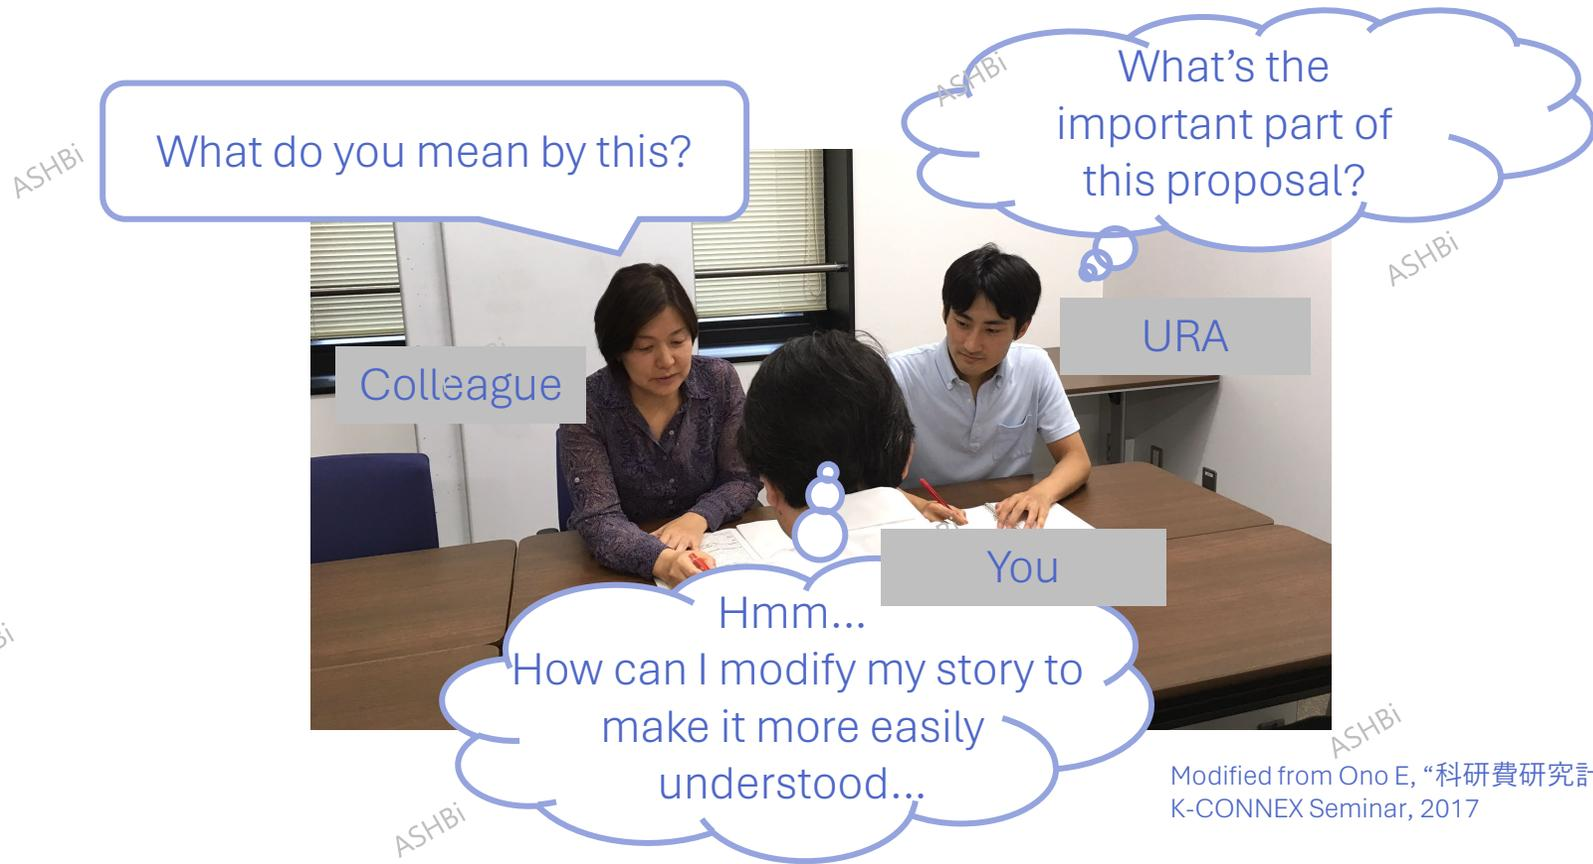 What's the
important part of
this proposal?
What do you mean by this?
ASHBi
ASHBi
ASHBi
URA
Colleague
You
Hmm...
How can I modify my story to
make it more easily
understood...
ASHBi
ASHBi
Modified from Ono E, “科研費研究計
K-CONNEX Seminar, 2017